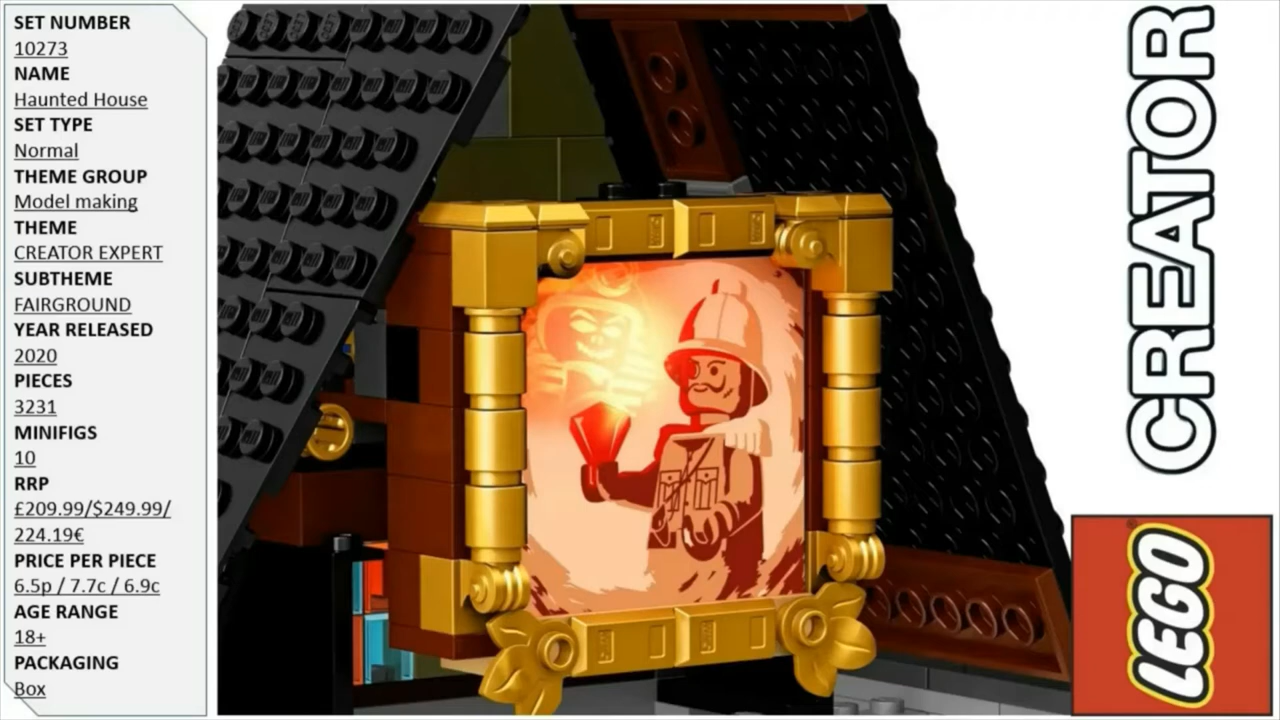 SET NUMBER
10273
NAME
Haunted House
SET TYPE
Normal
THEME GROUP
Model making
THEME
CREATOR EXPERT
SUBTHEME
FAIRGROUND
YEAR RELEASED
2020
PIECES
3231
MINIFIGS
10
RRP
£209.99/$249.99/
224.19€
PRICE PER PIECE
6.5p / 7.7c / 6.9c
AGE RANGE
18+
PACKAGING
Box
CREATOR
LEGO®